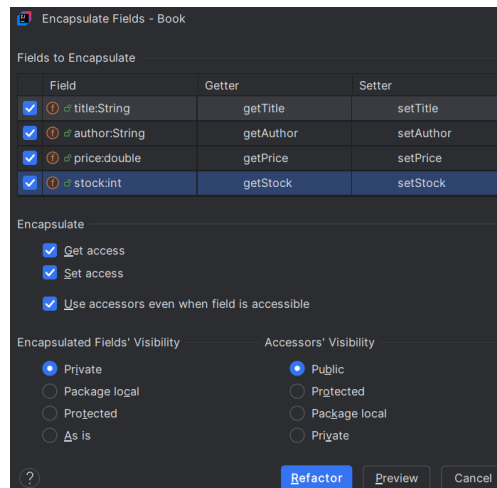 Encapsulate Fields - Book
Fields to Encapsulate
Field Getter Setter
f title:String getTitle setTitle
f author:String getAuthor setAuthor
f price:double getPrice setPrice
f stock:int getStock setStock
Encapsulate
Get access
Set access
Use accessors even when field is accessible
Encapsulated Fields' Visibility Accessors' Visibility
Private Public
Package local Protected
Protected Package local
As is Private
? Refactor Preview Cancel